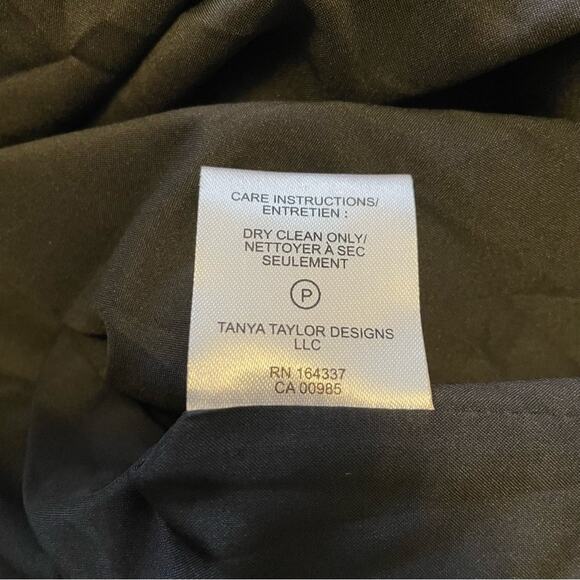 CARE INSTRUCTIONS/
ENTRETIEN :
DRY CLEAN ONLY/
NETTOYER À SEC
SEULEMENT
P
TANYA TAYLOR DESIGNS
LLC
RN 164337
CA 00985